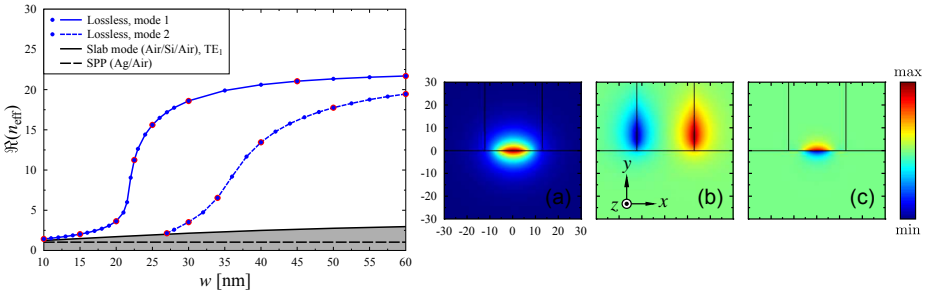 30
25
20
15
10
5
0
ℜ(n_eff)
Lossless, mode 1
Lossless, mode 2
Slab mode (Air/Si/Air), TE₁
SPP (Ag/Air)
10 15 20 25 30 35 40 45 50 55 60
w [nm]
30
20
10
0
-10
-20
-30
-30 -20 -10 0 10 20 30
(a)
y
z
x
(b)
(c)
max
min